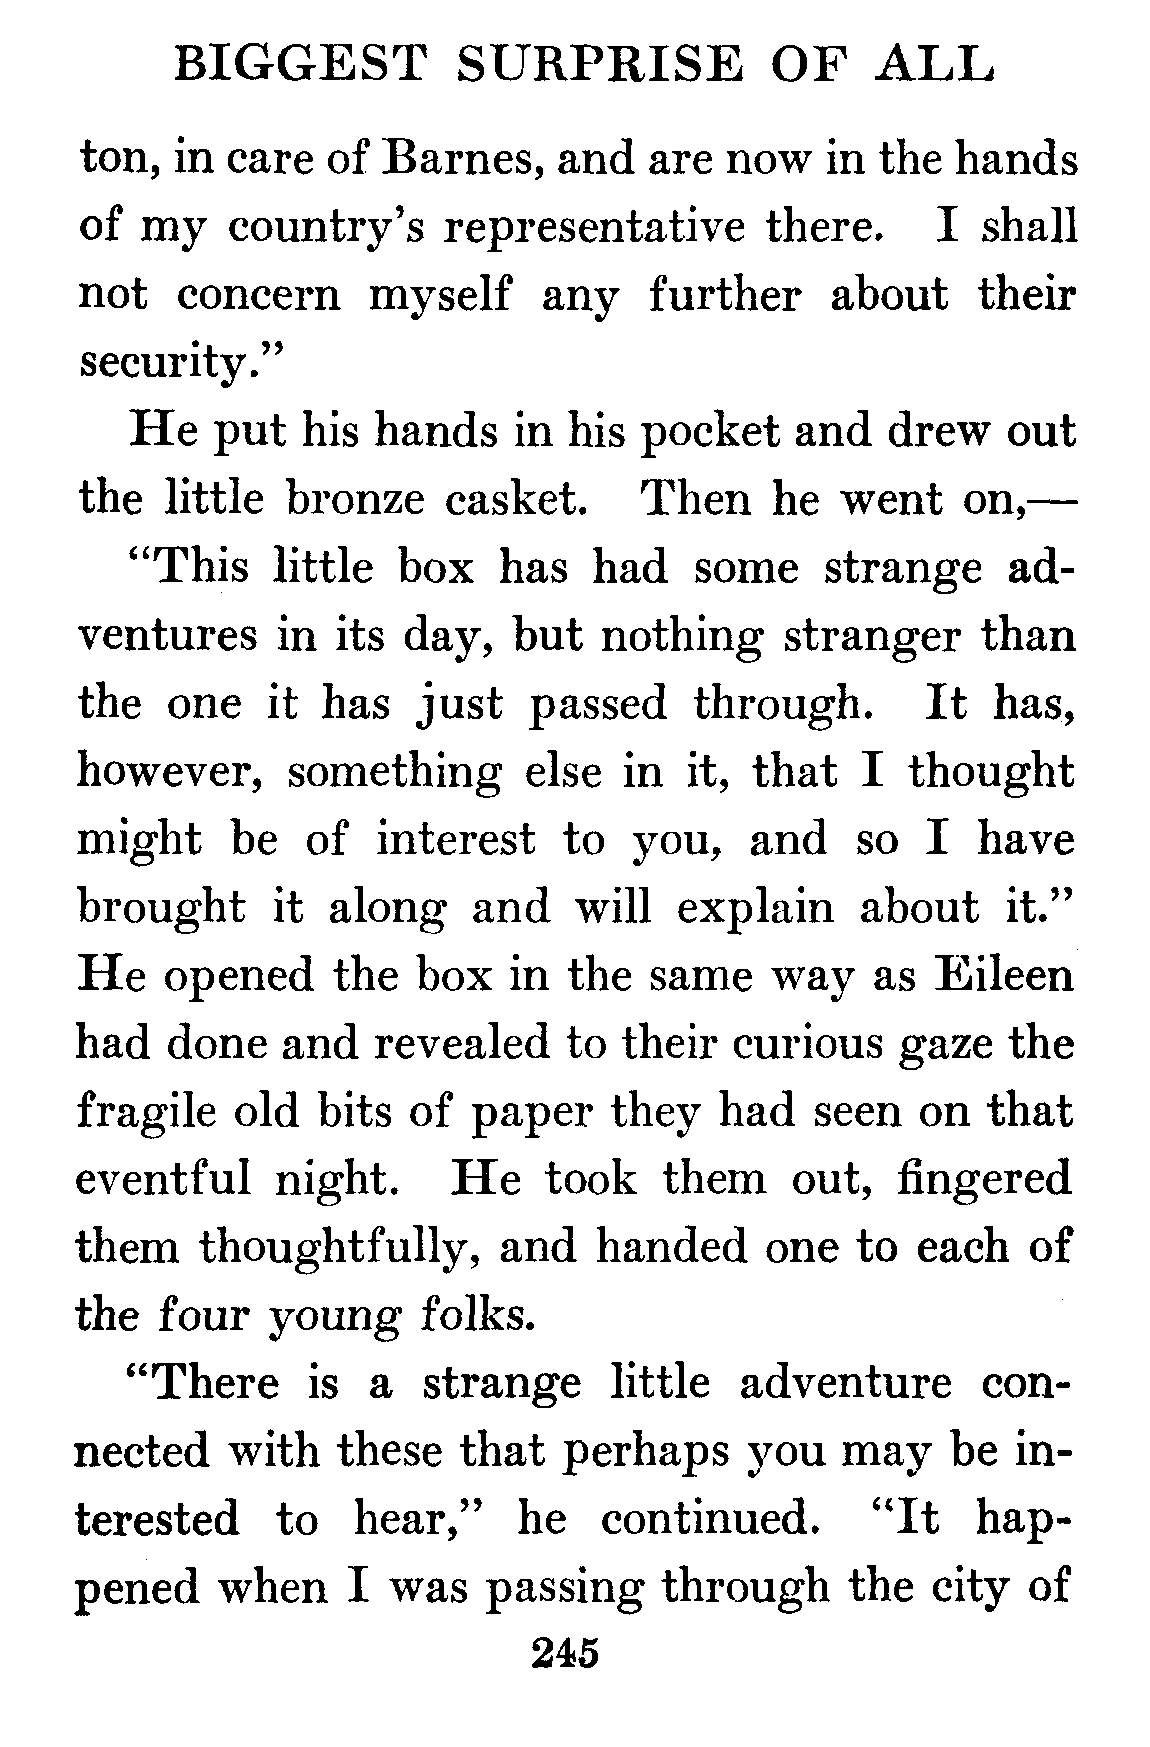 BIGGEST SURPRISE OF ALL
ton, in care of Barnes, and are now in the hands
of my country's representative there. I shall
not concern myself any further about their
security."
He put his hands in his pocket and drew out
the little bronze casket. Then he went on,—
"This little box has had some strange ad-
ventures in its day, but nothing stranger than
the one it has just passed through. It has,
however, something else in it, that I thought
might be of interest to you, and so I have
brought it along and will explain about it."
He opened the box in the same way as Eileen
had done and revealed to their curious gaze the
fragile old bits of paper they had seen on that
eventful night. He took them out, fingered
them thoughtfully, and handed one to each of
the four young folks.
"There is a strange little adventure con-
nected with these that perhaps you may be in-
terested to hear," he continued. "It hap-
pened when I was passing through the city of
245